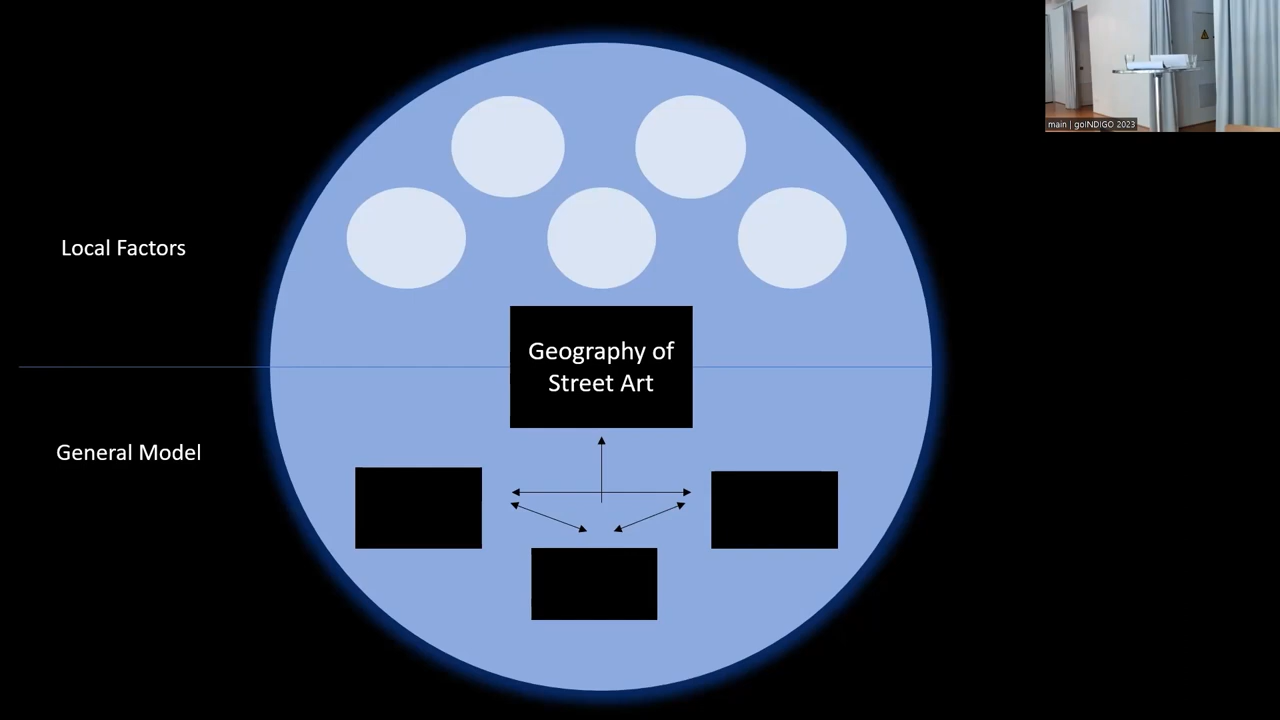 main | goINDIGO 2023
Local Factors
Geography of
Street Art
General Model